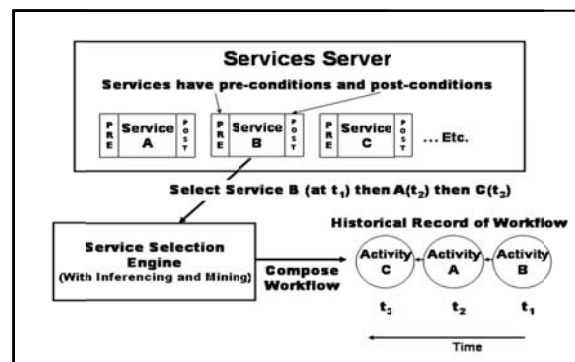 Services Server
Services have pre-conditions and post-conditions
PRE Service A POST
PRE Service B POST
PRE Service C POST
... Etc.
Select Service B (at t1) then A(t2) then C(t3)
Historical Record of Workflow
Service Selection
Engine
(With Inferencing and Mining)
Compose
Workflow
Activity C
Activity A
Activity B
t3
t2
t1
Time